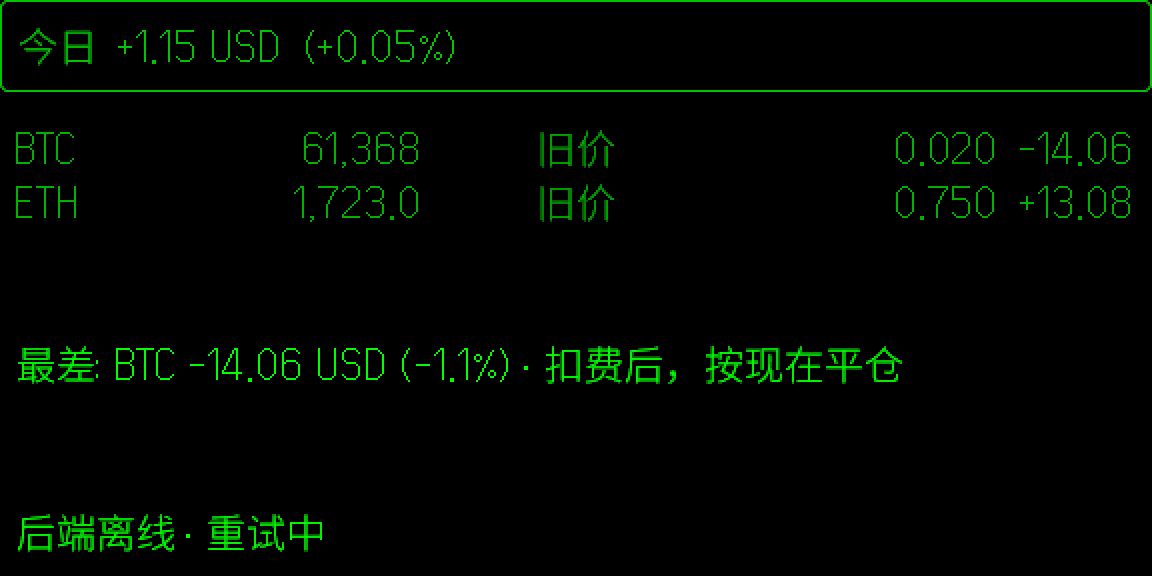 今日 +1.15 USD (+0.05%)
BTC 61,368 旧价 0.020 -14.06
ETH 1,723.0 旧价 0.750 +13.08
最差: BTC -14.06 USD (-1.1%) · 扣费后，按现在平仓
后端离线 · 重试中